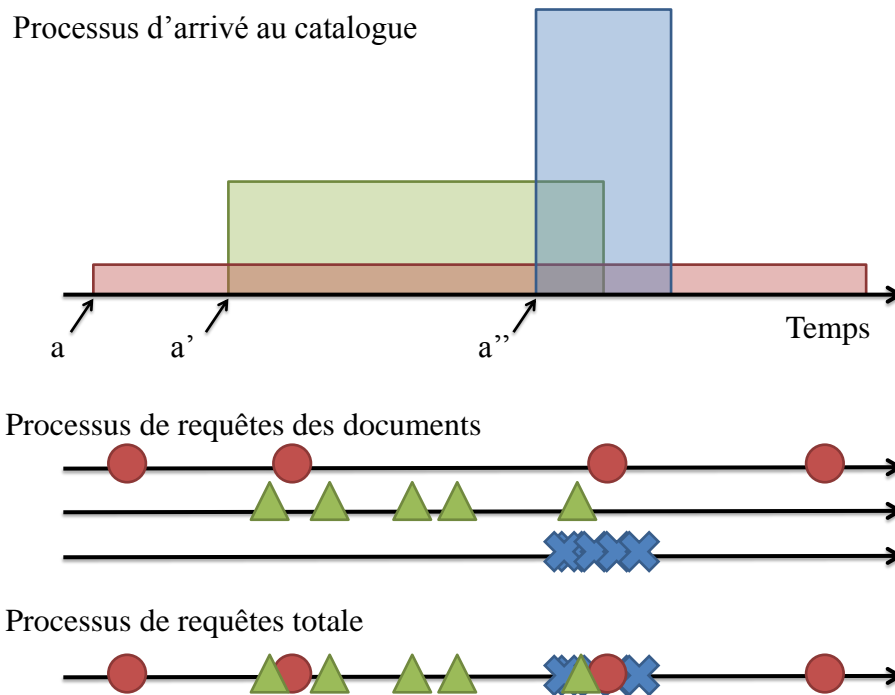 Processus d’arrivé au catalogue
a
a’
a’’
Temps
Processus de requêtes des documents
Processus de requêtes totale